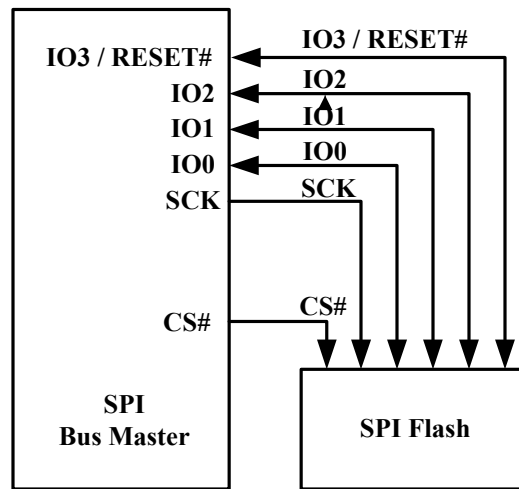 IO3 / RESET#
IO3 / RESET#
IO2
IO2
IO1
IO1
IO0
IO0
SCK
SCK
CS#
CS#
SPI
Bus Master
SPI Flash